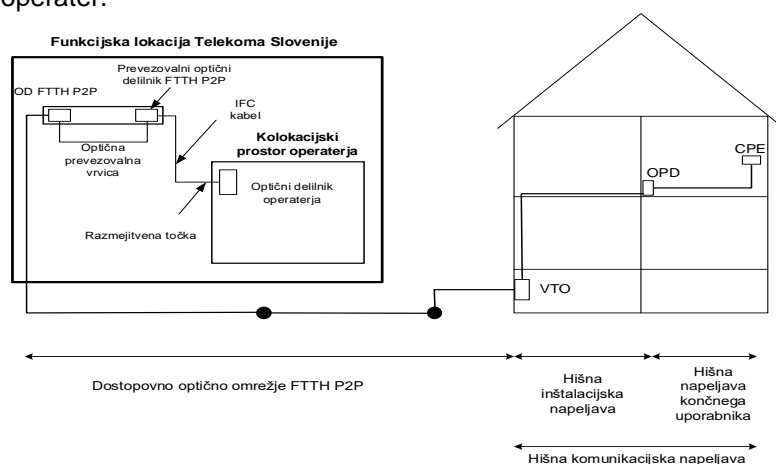 operater.
Funkcijska lokacija Telekoma Slovenije
Prevezovalni optični
delilnik FTTH P2P
OD FTTH P2P
IFC
kabel
Optična
prevezovalna
vrvica
Kolokacijski
prostor operaterja
Optični delilnik
operaterja
Razmejitvena točka
CPE
OPD
VTO
Dostopovno optično omrežje FTTH P2P
Hišna
inštalacijska
napeljava
Hišna
napeljava
končnega
uporabnika
Hišna komunikacijska napeljava